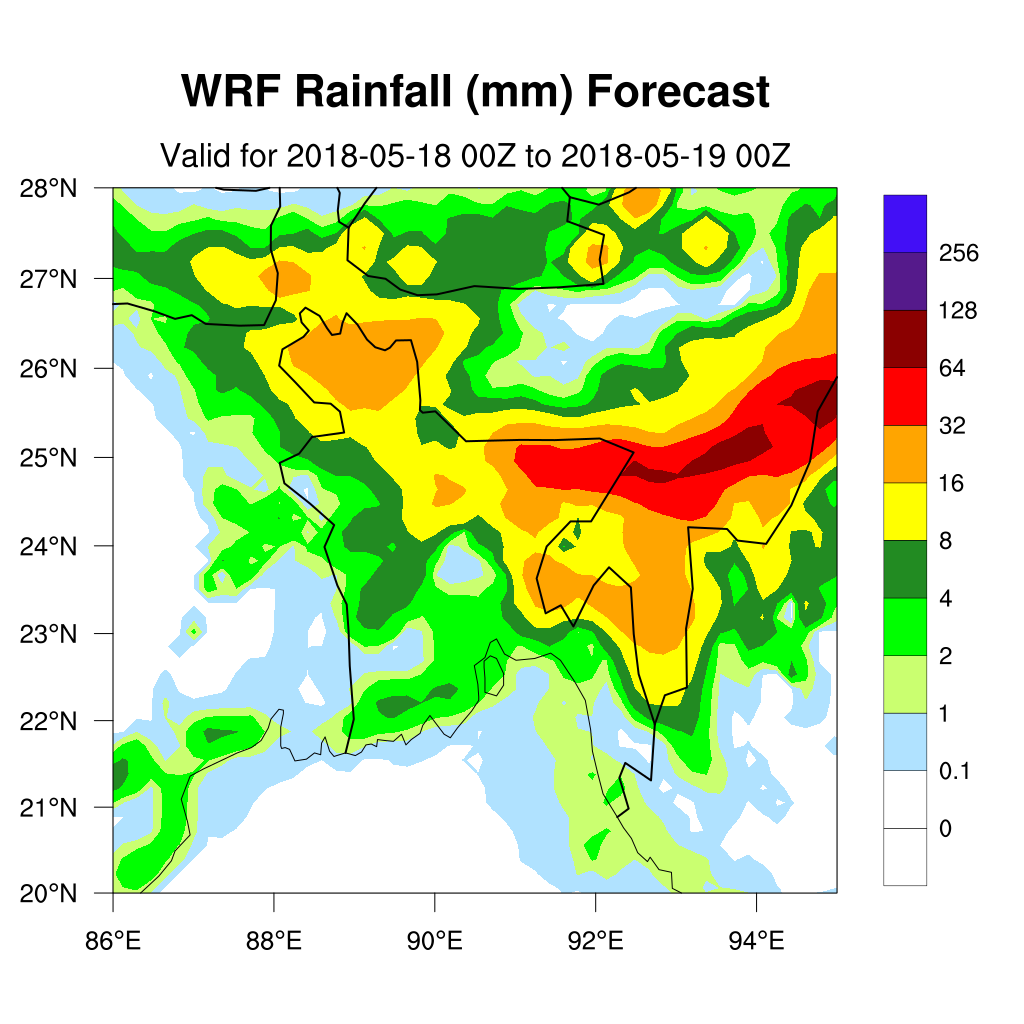 WRF Rainfall (mm) Forecast
Valid for 2018-05-18 00Z to 2018-05-19 00Z
28°N
27°N
26°N
25°N
24°N
23°N
22°N
21°N
20°N
86°E 88°E 90°E 92°E 94°E
256
128
64
32
16
8
4
2
1
0.1
0